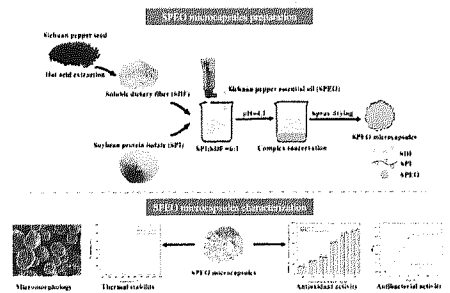 SPEO microcapsules preparation
Sichuan pepper seed
Hot acid extraction
Soluble dietary fiber (SDF)
Sichuan pepper essential oil (SPEO)
pH=4.1
Spray drying
SPI:SDF=6:1
Complex coacervation
SPEO microcapsules
SDF
SPI
SPEO
Soybean protein isolate (SPI)
SPEO microcapsules characterization
Micromorphology
Thermal stability
SPEO microcapsules
Antioxidant activity
Antibacterial activity